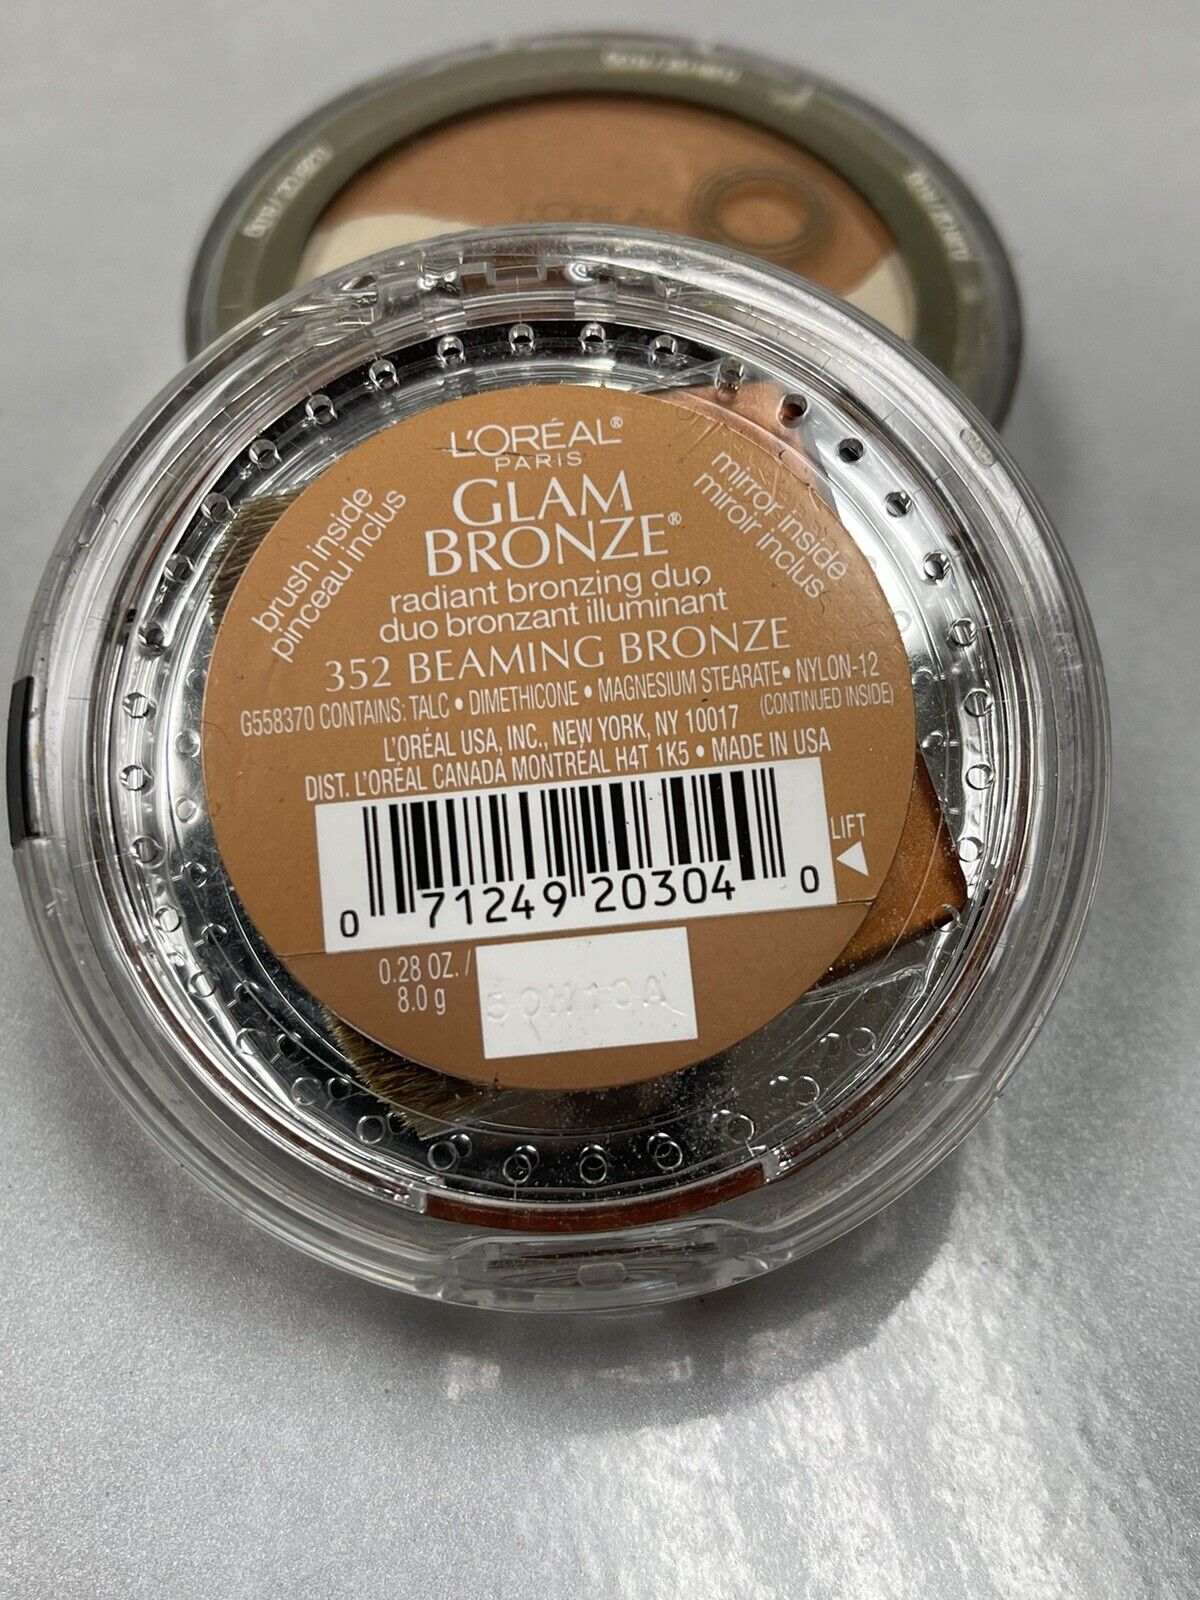 L'ORÉAL
L'ORÉAL®
PARIS
GLAM
BRONZE®
brush inside
pinceau inclus
mirror inside
miroir inclus
radiant bronzing duo
duo bronzant illuminant
352 BEAMING BRONZE
G558370 CONTAINS: TALC • DIMETHICONE • MAGNESIUM STEARATE • NYLON-12
(CONTINUED INSIDE)
L'ORÉAL USA, INC., NEW YORK, NY 10017
DIST. L'ORÉAL CANADA MONTRÉAL H4T 1K5 • MADE IN USA
LIFT
0 71249 20304 0
0.28 OZ. /
8.0 g